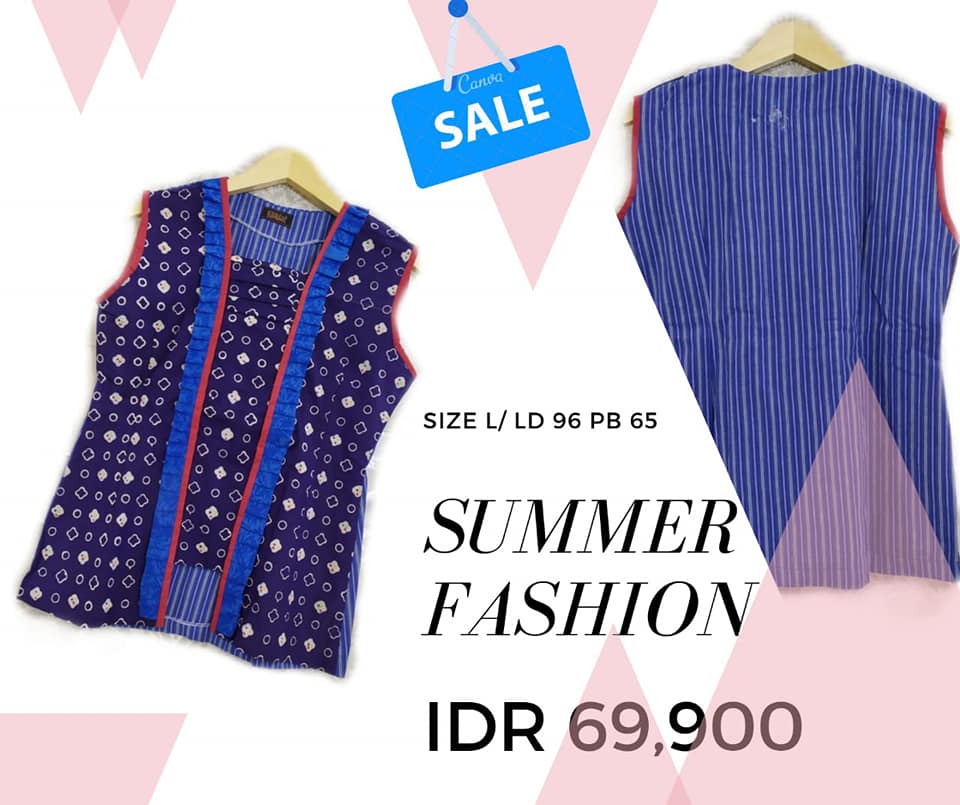 Canva
SALE
SIZE L/ LD 96 PB 65
SUMMER
FASHION
IDR 69,900